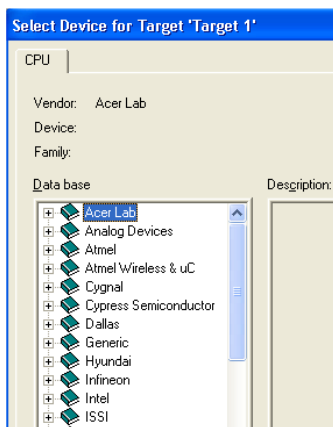 Select Device for Target 'Target 1'
CPU
Vendor: Acer Lab
Device:
Family:
Data base
Description:
Acer Lab
Analog Devices
Atmel
Atmel Wireless & uC
Cygnal
Cypress Semiconductor
Dallas
Generic
Hyundai
Infineon
Intel
ISSI